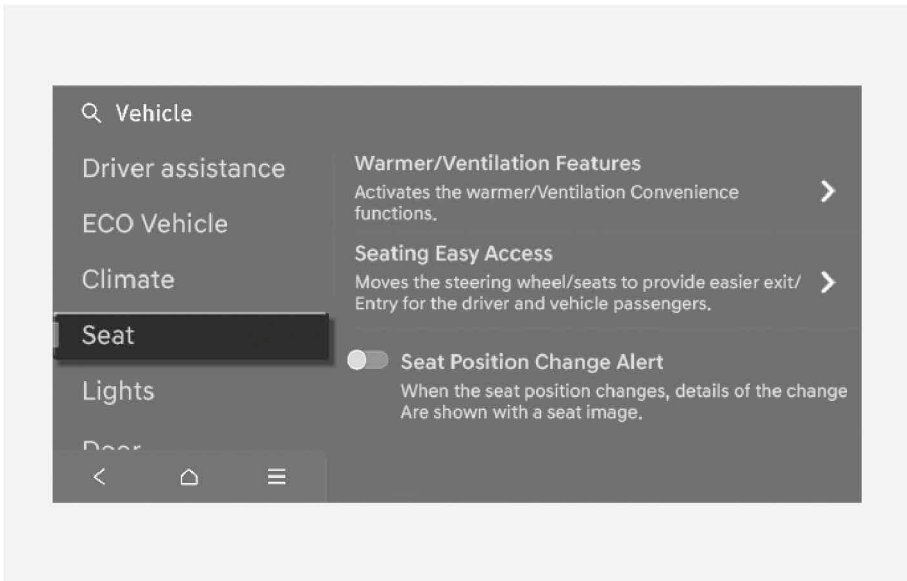 Vehicle
Driver assistance
ECO Vehicle
Climate
Seat
Lights
Door
Warmer/Ventilation Features
Activates the warmer/Ventilation Convenience
functions.
Seating Easy Access
Moves the steering wheel/seats to provide easier exit/
Entry for the driver and vehicle passengers.
Seat Position Change Alert
When the seat position changes, details of the change
Are shown with a seat image.